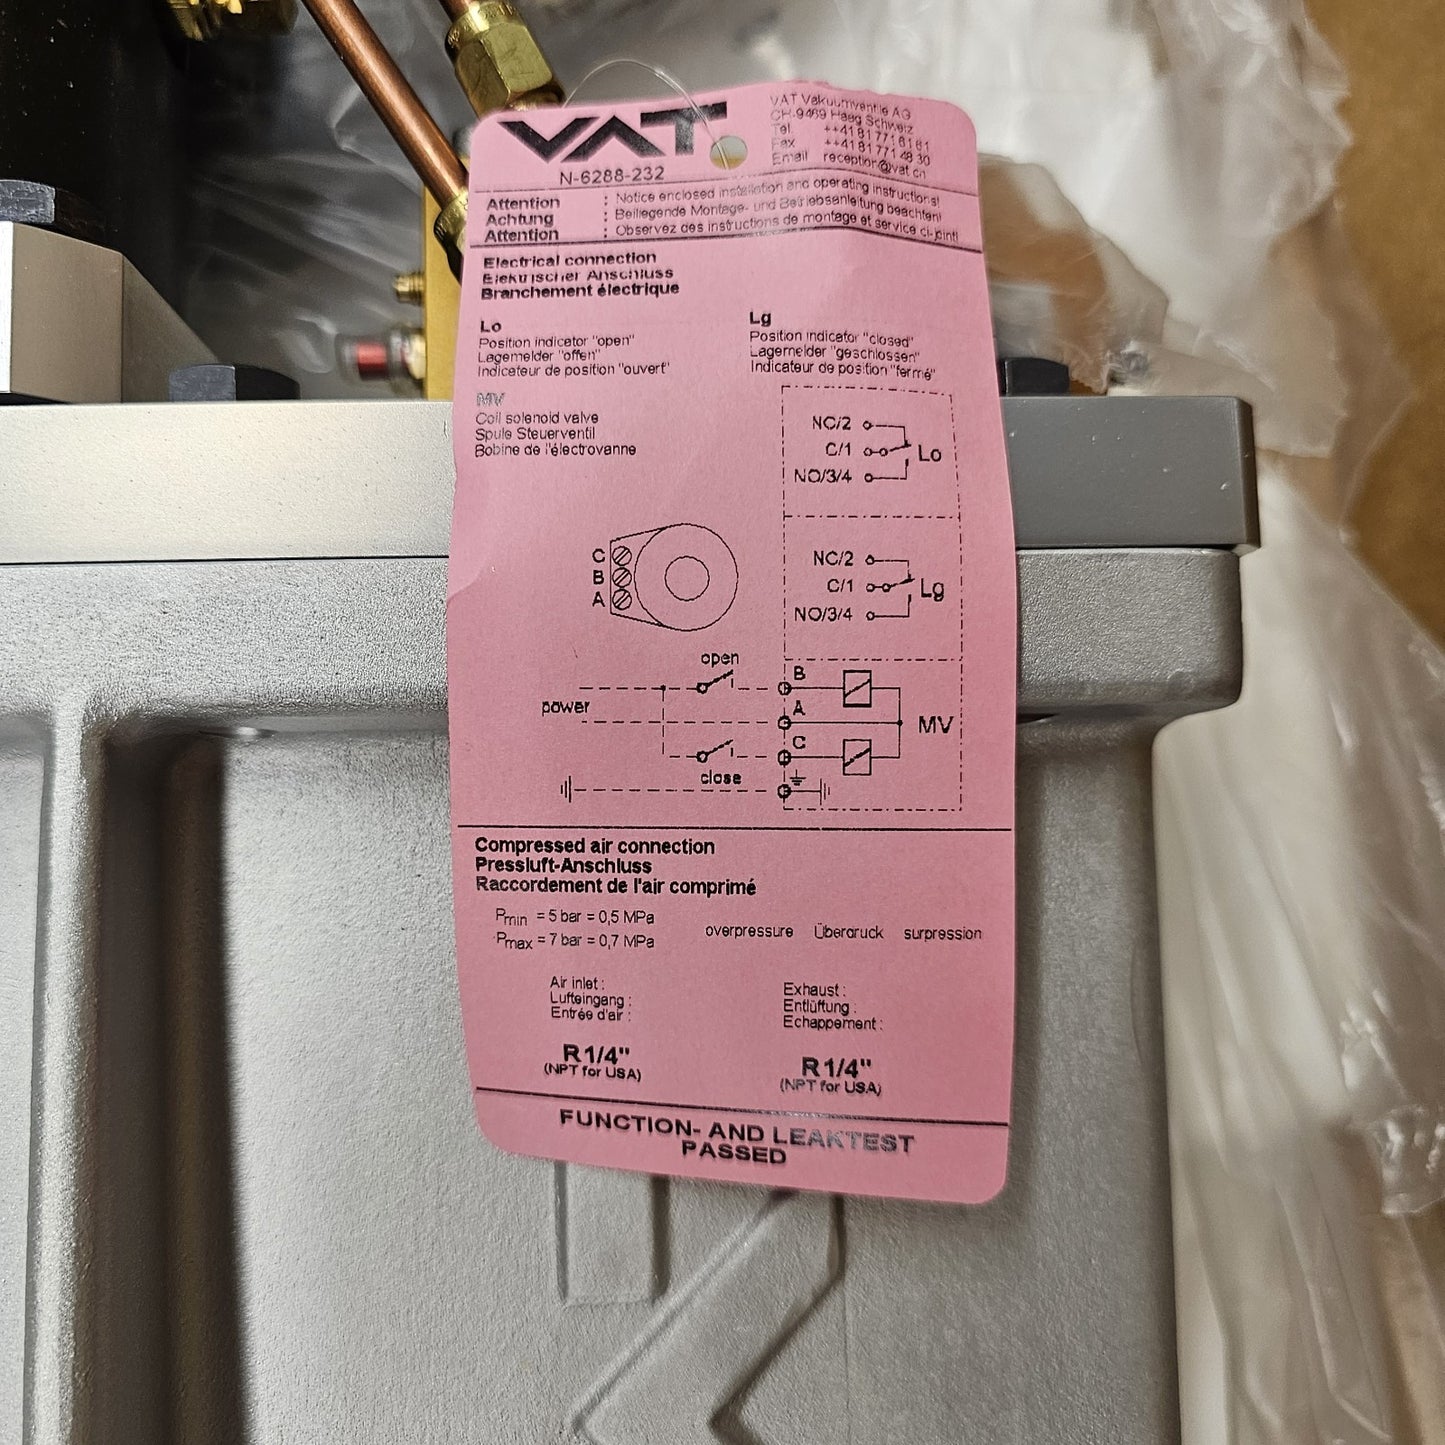 VAT
VAT Vakuumventile AG
CH-9469 Haag Schweiz
Tel. ++41 81 771 61 61
Fax ++41 81 771 48 30
Email reception@vat.ch
N-6288-232
Attention : Notice enclosed installation and operating instructions!
Achtung : Beiliegende Montage- und Betriebsanleitung beachten!
Attention : Observez des instructions de montage et service ci-joint!
Electrical connection
Elektrischer Anschluss
Branchement électrique
Lo
Position indicator "open"
Lagemelder "offen"
Indicateur de position "ouvert"
Lg
Position indicator "closed"
Lagemelder "geschlossen"
Indicateur de position "fermé"
MV
Coil solenoid valve
Spule Steuerventil
Bobine de l'électrovanne
NC/2
C/1 Lo
NO/3/4
NC/2
C/1 Lg
NO/3/4
C
B
A
open
power
close
B
A
C
MV
Compressed air connection
Pressluft-Anschluss
Raccordement de l'air comprimé
Pmin = 5 bar = 0,5 MPa
Pmax = 7 bar = 0,7 MPa
overpressure Überdruck surpression
Air inlet :
Lufteingang :
Entrée d'air :
R 1/4"
(NPT for USA)
Exhaust :
Entlüftung :
Echappement :
R 1/4"
(NPT for USA)
FUNCTION- AND LEAKTEST
PASSED